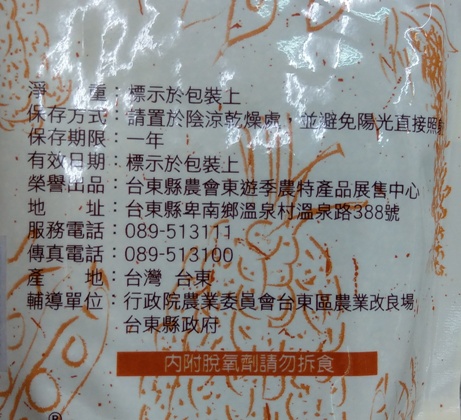 淨　　重：標示於包裝上
保存方式：請置於陰涼乾燥處，並避免陽光直接照射
保存期限：一年
有效日期：標示於包裝上
榮譽出品：台東縣農會東遊季農特產品展售中心
地　　址：台東縣卑南鄉溫泉村溫泉路388號
服務電話：089-513111
傳真電話：089-513100
產　　地：台灣 台東
輔導單位：行政院農業委員會台東區農業改良場
台東縣政府
內附脫氧劑請勿拆食